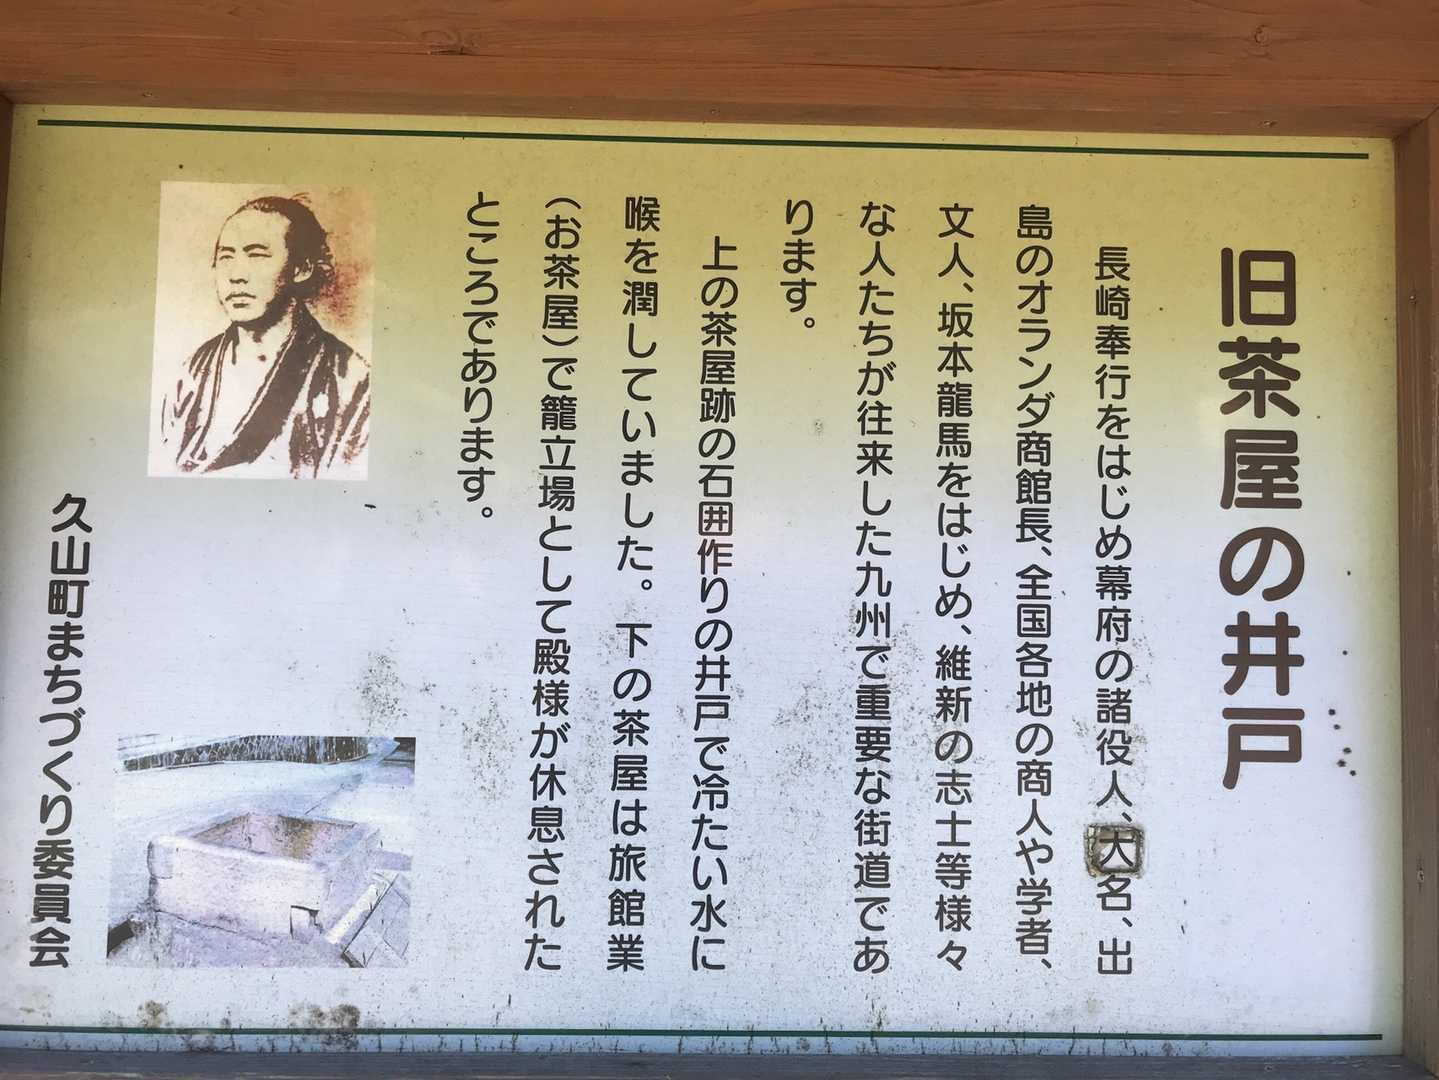 旧茶屋の井戸
長崎奉行をはじめ幕府の諸役人、大名、出
島のオランダ商館長、全国各地の商人や学者、
文人、坂本龍馬をはじめ、維新の志士等様々
な人たちが往来した九州で重要な街道であ
ります。
上の茶屋跡の石囲作りの井戸で冷たい水に
喉を潤していました。下の茶屋は旅館業
（お茶屋）で籠立場として殿様が休息された
ところであります。
久山町まちづくり委員会